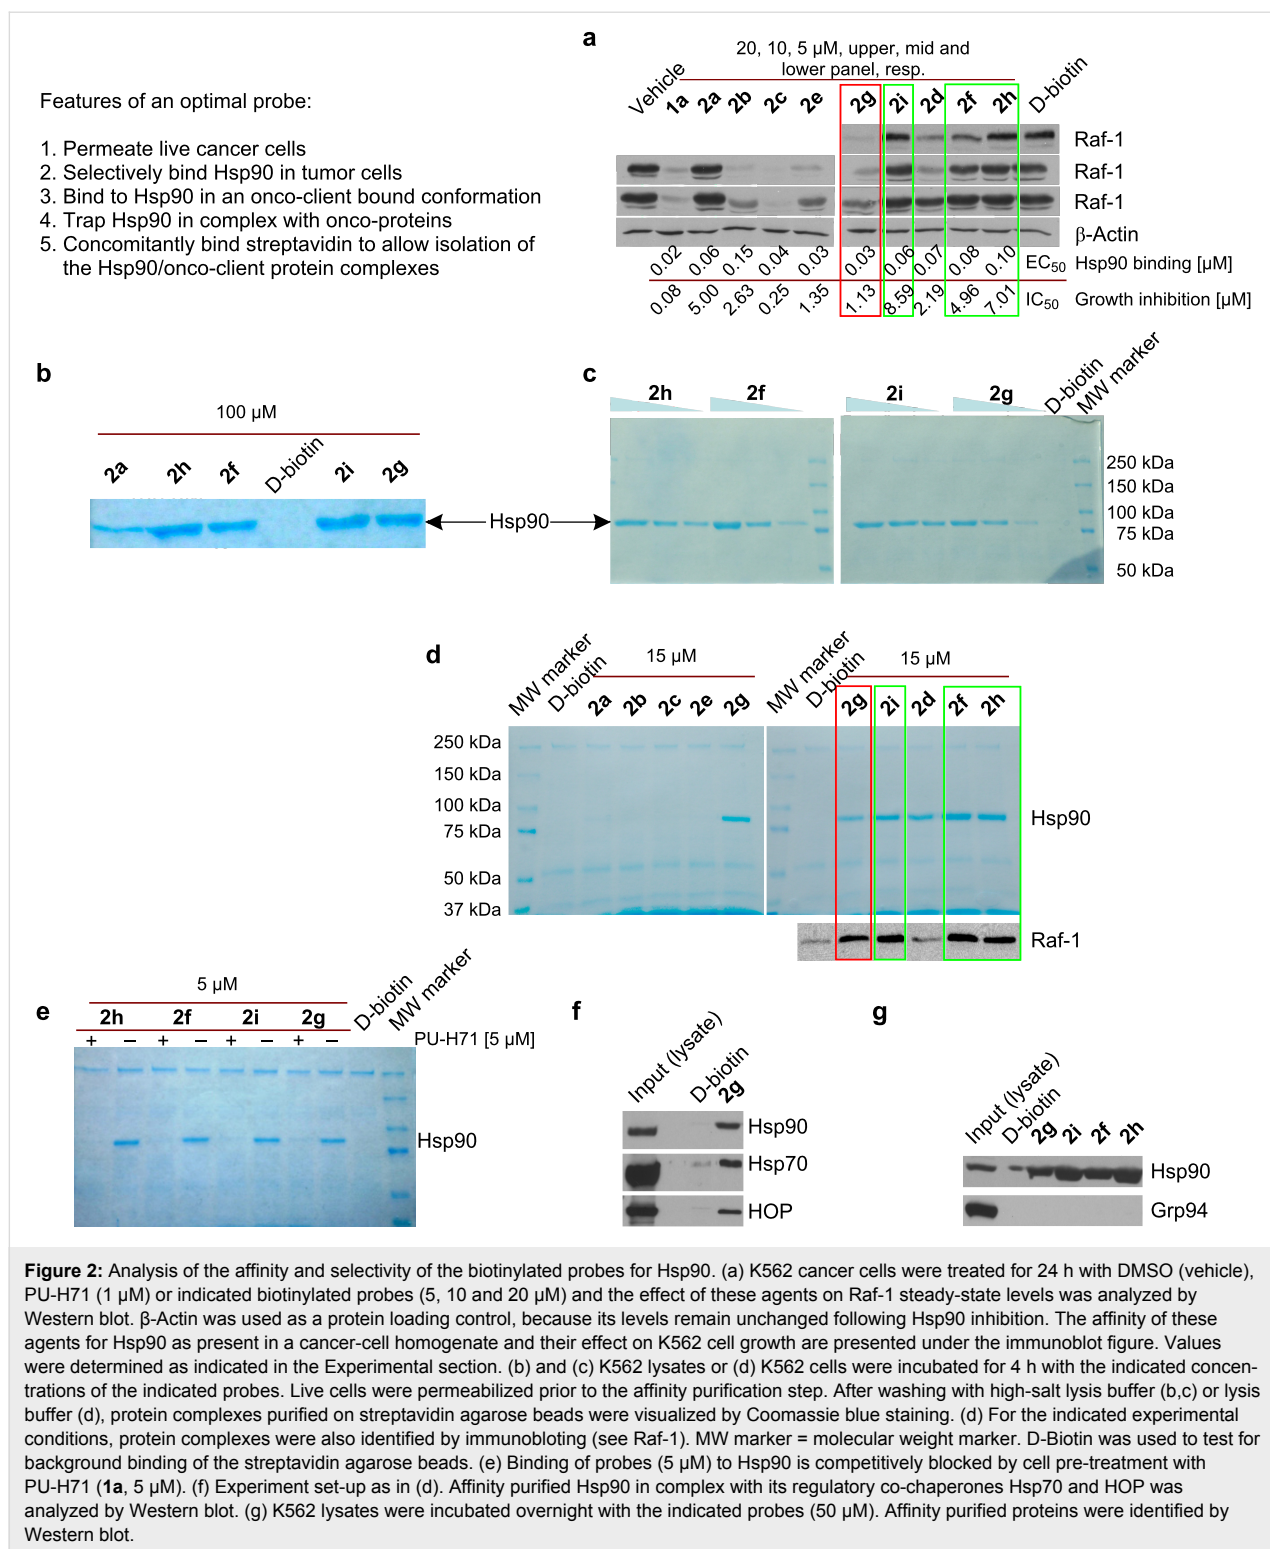 Features of an optimal probe:
1. Permeate live cancer cells
2. Selectively bind Hsp90 in tumor cells
3. Bind to Hsp90 in an onco-client bound conformation
4. Trap Hsp90 in complex with onco-proteins
5. Concomitantly bind streptavidin to allow isolation of
the Hsp90/onco-client protein complexes
a
20, 10, 5 µM, upper, mid and
lower panel, resp.
Vehicle 1a 2a 2b 2c 2e 2g 2i 2d 2f 2h D-biotin
Raf-1
Raf-1
Raf-1
β-Actin
0.02 0.06 0.15 0.04 0.03 0.03 0.06 0.07 0.08 0.10 EC50 Hsp90 binding [µM]
0.08 5.00 2.63 0.25 1.35 1.13 8.59 2.19 4.96 7.01 IC50 Growth inhibition [µM]
b
100 µM
2a 2h 2f D-biotin 2i 2g
Hsp90
c
2h 2f 2i 2g D-biotin MW marker
250 kDa
150 kDa
100 kDa
75 kDa
50 kDa
d
MW marker D-biotin 15 µM MW marker D-biotin 15 µM
2a 2b 2c 2e 2g 2g 2i 2d 2f 2h
250 kDa
150 kDa
100 kDa
75 kDa
50 kDa
37 kDa
Hsp90
Raf-1
e
5 µM D-biotin MW marker
2h 2f 2i 2g
+ − + − + − + − PU-H71 [5 µM]
Hsp90
f
Input (lysate) D-biotin 2g
Hsp90
Hsp70
HOP
g
Input (lysate) D-biotin 2g 2i 2f 2h
Hsp90
Grp94
Figure 2: Analysis of the affinity and selectivity of the biotinylated probes for Hsp90. (a) K562 cancer cells were treated for 24 h with DMSO (vehicle),
PU-H71 (1 µM) or indicated biotinylated probes (5, 10 and 20 µM) and the effect of these agents on Raf-1 steady-state levels was analyzed by
Western blot. β-Actin was used as a protein loading control, because its levels remain unchanged following Hsp90 inhibition. The affinity of these
agents for Hsp90 as present in a cancer-cell homogenate and their effect on K562 cell growth are presented under the immunoblot figure. Values
were determined as indicated in the Experimental section. (b) and (c) K562 lysates or (d) K562 cells were incubated for 4 h with the indicated concen-
trations of the indicated probes. Live cells were permeabilized prior to the affinity purification step. After washing with high-salt lysis buffer (b,c) or lysis
buffer (d), protein complexes purified on streptavidin agarose beads were visualized by Coomassie blue staining. (d) For the indicated experimental
conditions, protein complexes were also identified by immunobloting (see Raf-1). MW marker = molecular weight marker. D-Biotin was used to test for
background binding of the streptavidin agarose beads. (e) Binding of probes (5 µM) to Hsp90 is competitively blocked by cell pre-treatment with
PU-H71 (1a, 5 µM). (f) Experiment set-up as in (d). Affinity purified Hsp90 in complex with its regulatory co-chaperones Hsp70 and HOP was
analyzed by Western blot. (g) K562 lysates were incubated overnight with the indicated probes (50 µM). Affinity purified proteins were identified by
Western blot.